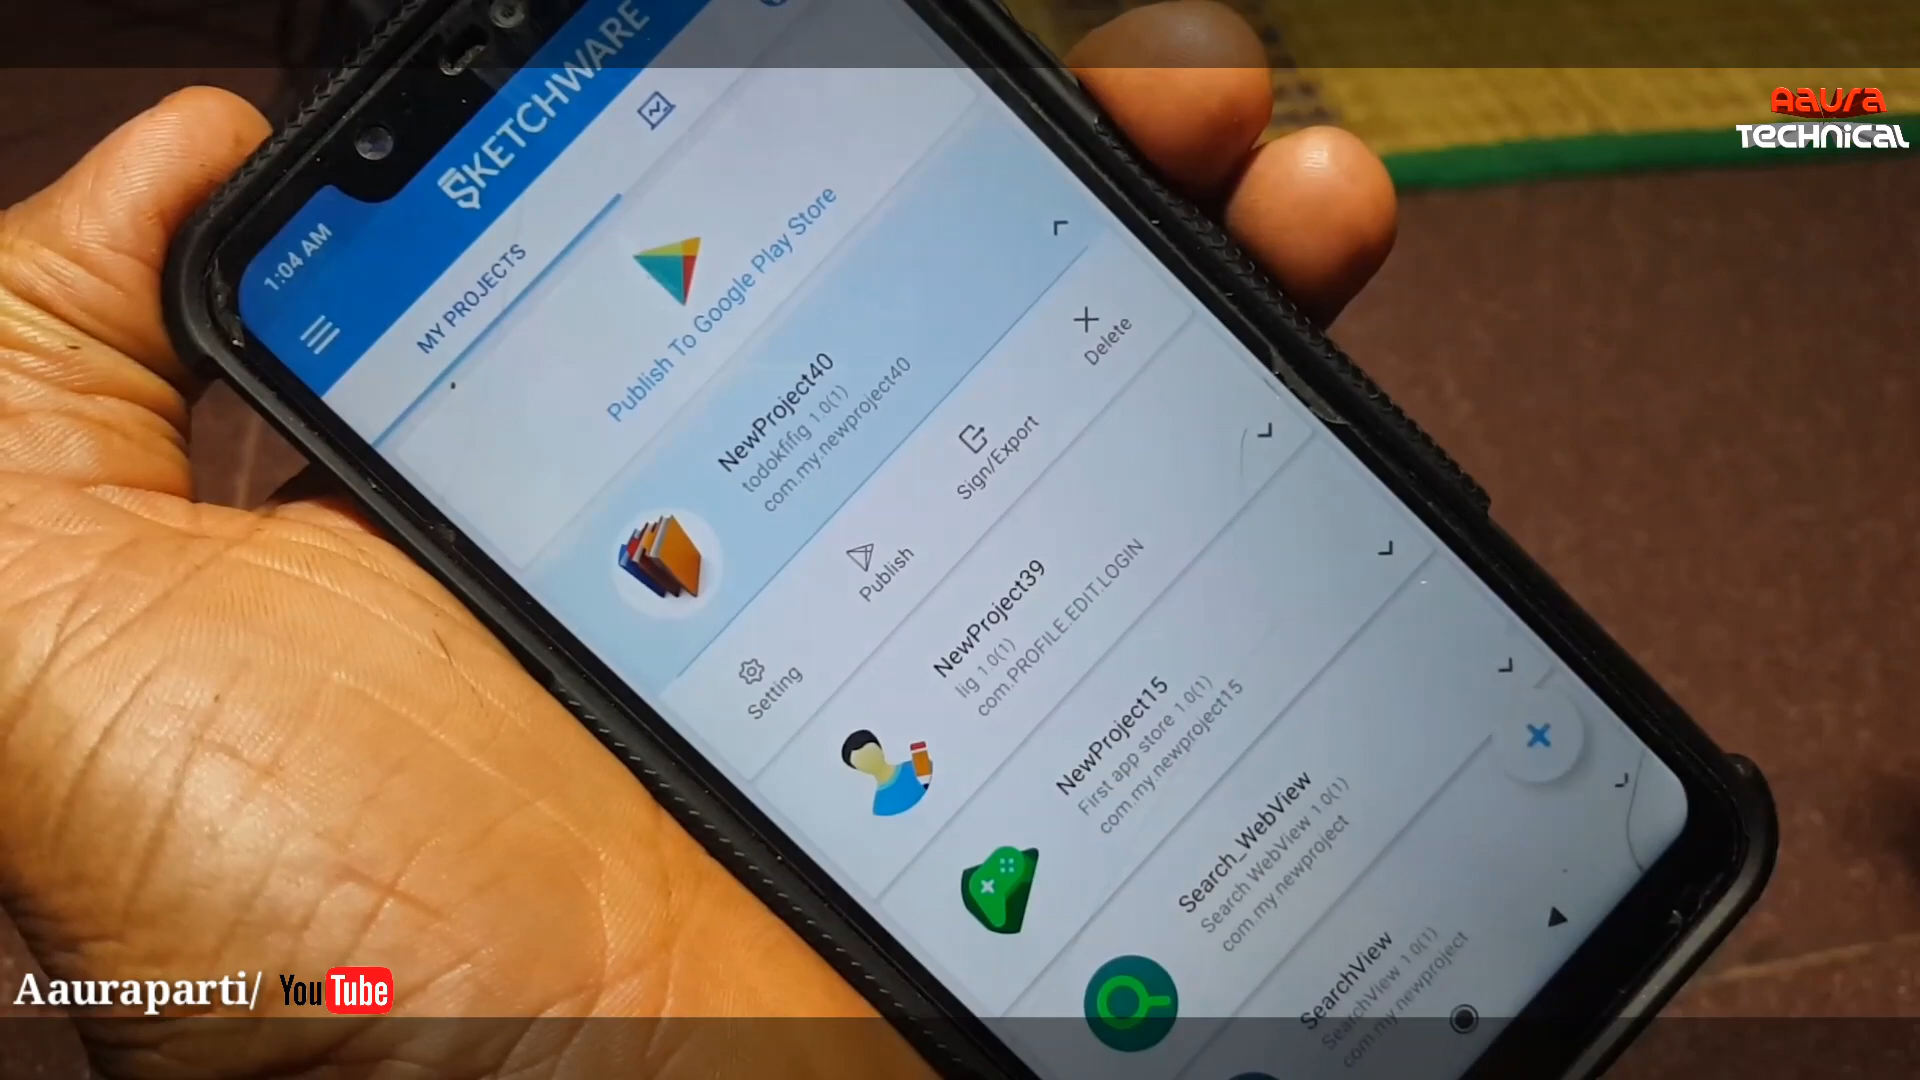 Aaura
TECHNICAL
1:04 AM
SKETCHWARE
MY PROJECTS
Publish To Google Play Store
NewProject40
todokfifig 1.0(1)
com.my.newproject40
Setting
Publish
Sign/Export
Delete
NewProject39
lig 1.0(1)
com.PROFILE.EDIT.LOGIN
NewProject15
First app store 1.0(1)
com.my.newproject15
Search_WebView
Search WebView 1.0(1)
com.my.newproject
SearchView
SearchView 1.0(1)
com.my.newproject
Aauraparti/ YouTube